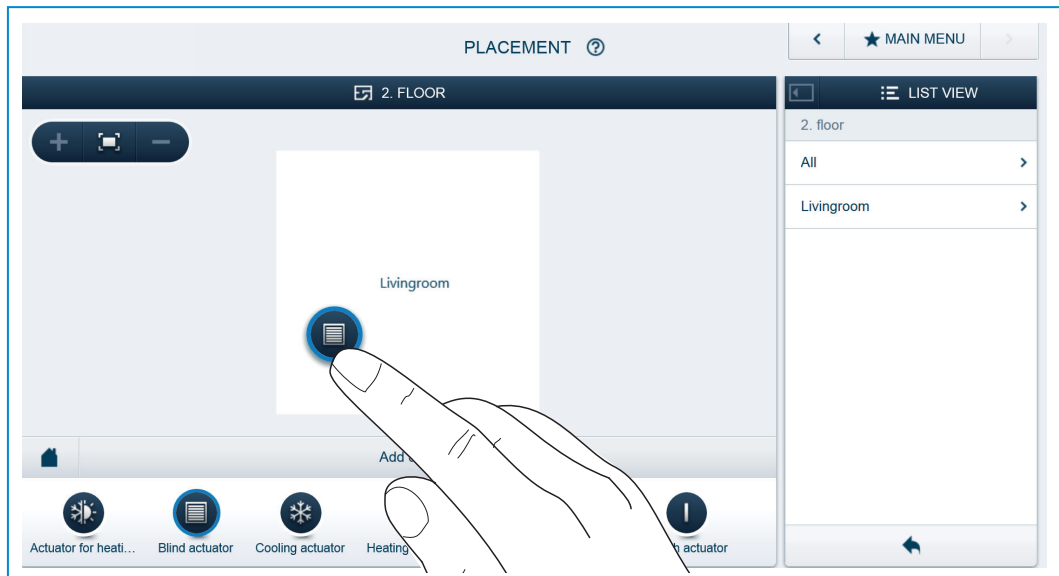 PLACEMENT ?
MAIN MENU
2. FLOOR
LIST VIEW
2. floor
All
Livingroom
Livingroom
Add
Actuator for heati...
Blind actuator
Cooling actuator
Heating
actuator